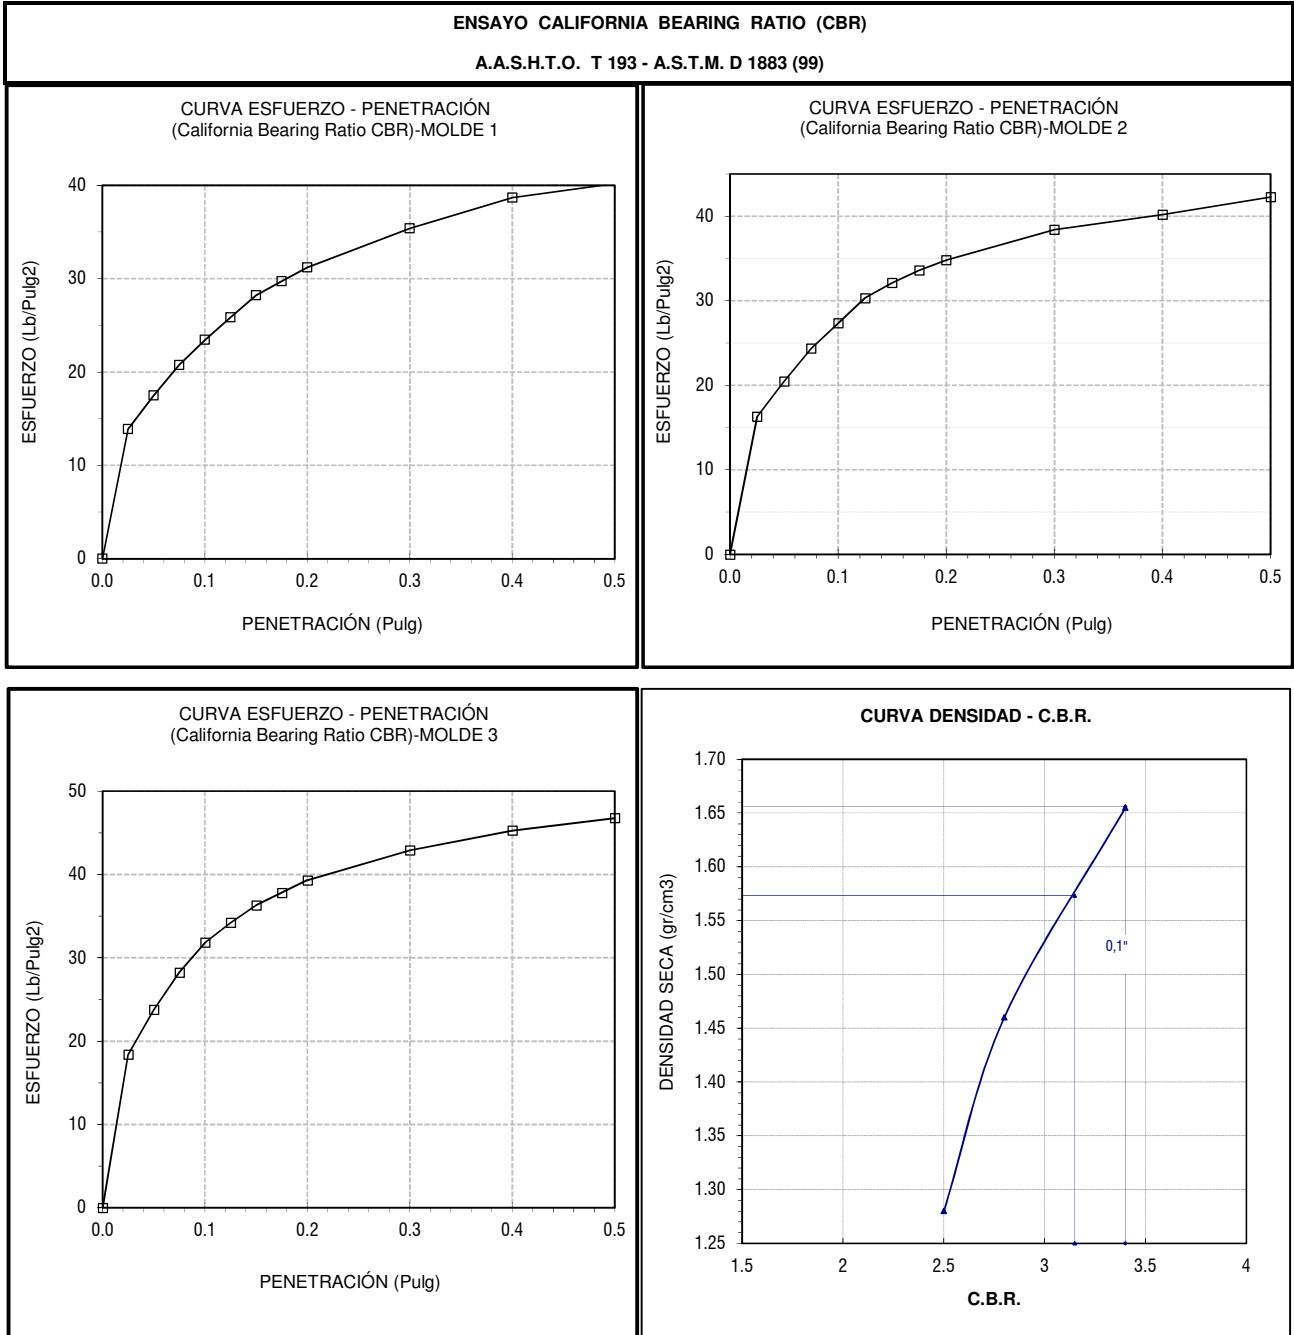 ENSAYO CALIFORNIA BEARING RATIO (CBR)
A.A.S.H.T.O. T 193 - A.S.T.M. D 1883 (99)
CURVA ESFUERZO - PENETRACIÓN
(California Bearing Ratio CBR)-MOLDE 1
ESFUERZO (Lb/Pulg2)
40
30
20
10
0
0.0 0.1 0.2 0.3 0.4 0.5
PENETRACIÓN (Pulg)
CURVA ESFUERZO - PENETRACIÓN
(California Bearing Ratio CBR)-MOLDE 2
ESFUERZO (Lb/Pulg2)
40
30
20
10
0
0.0 0.1 0.2 0.3 0.4 0.5
PENETRACIÓN (Pulg)
CURVA ESFUERZO - PENETRACIÓN
(California Bearing Ratio CBR)-MOLDE 3
ESFUERZO (Lb/Pulg2)
50
40
30
20
10
0
0.0 0.1 0.2 0.3 0.4 0.5
PENETRACIÓN (Pulg)
CURVA DENSIDAD - C.B.R.
DENSIDAD SECA (gr/cm3)
1.70
1.65
1.60
1.55
1.50
1.45
1.40
1.35
1.30
1.25
0,1"
1.5 2 2.5 3 3.5 4
C.B.R.